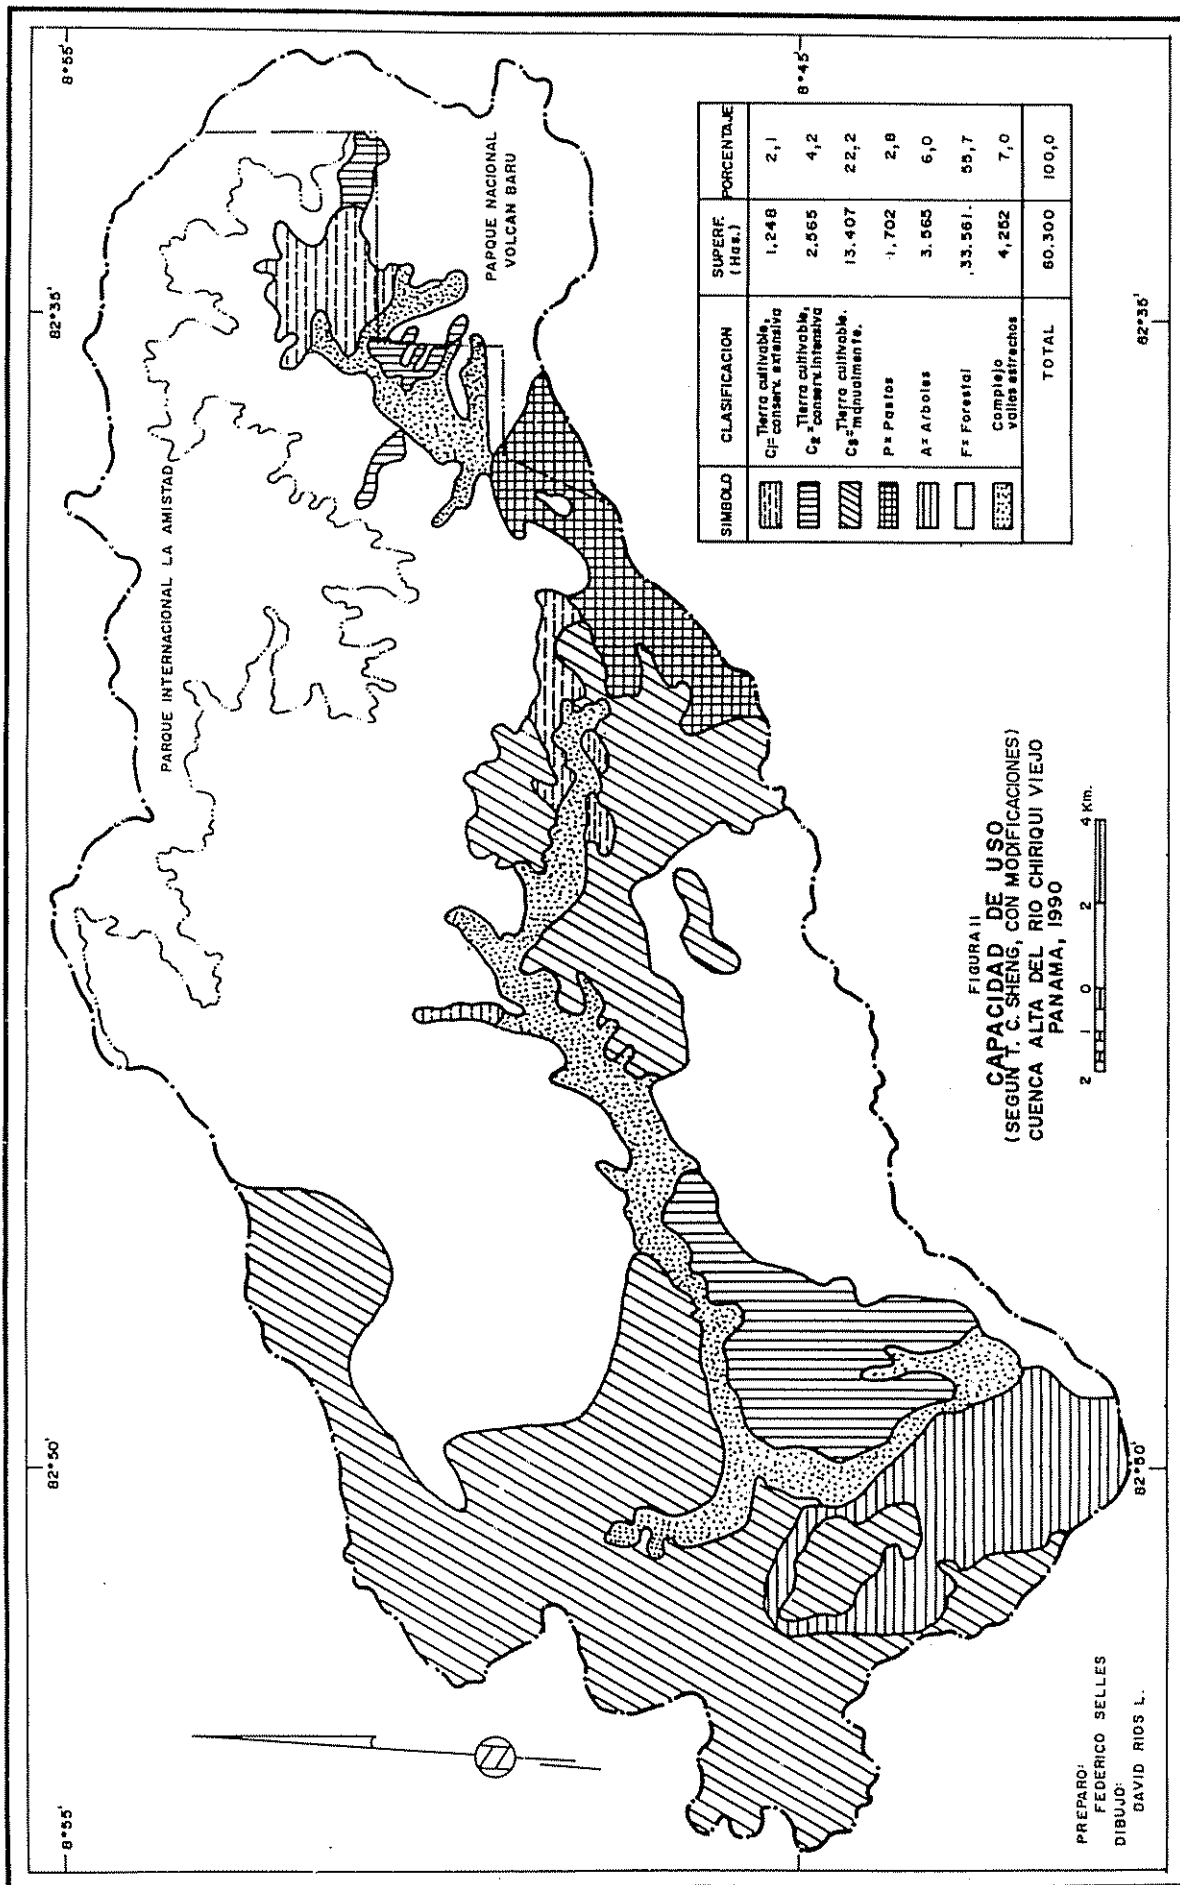 8°55'
82°50'
82°35'
8°55'
PARQUE INTERNACIONAL LA AMISTAD
PARQUE NACIONAL
VOLCAN BARU
8°45'
SIMBOLO CLASIFICACION SUPERF. (Has.) PORCENTAJE
C1= Tierra cultivable, conserv. extensiva 1,248 2,1
C2= Tierra cultivable, conserv. intensiva 2,565 4,2
C3= Tierra cultivable. manualmente. 13.407 22,2
P= Pastos 1,702 2,8
A= Arboles 3.565 6,0
F= Forestal 33.561 55,7
Complejo valles estrechos 4,252 7,0
TOTAL 60.300 100,0
FIGURA 11
CAPACIDAD DE USO
(SEGUN T. C. SHENG, CON MODIFICACIONES)
CUENCA ALTA DEL RIO CHIRIQUI VIEJO
PANAMA, 1990
2 1 0 2 4 Km.
PREPARO:
FEDERICO SELLES
DIBUJO:
DAVID RIOS L.
82°50'
82°35'